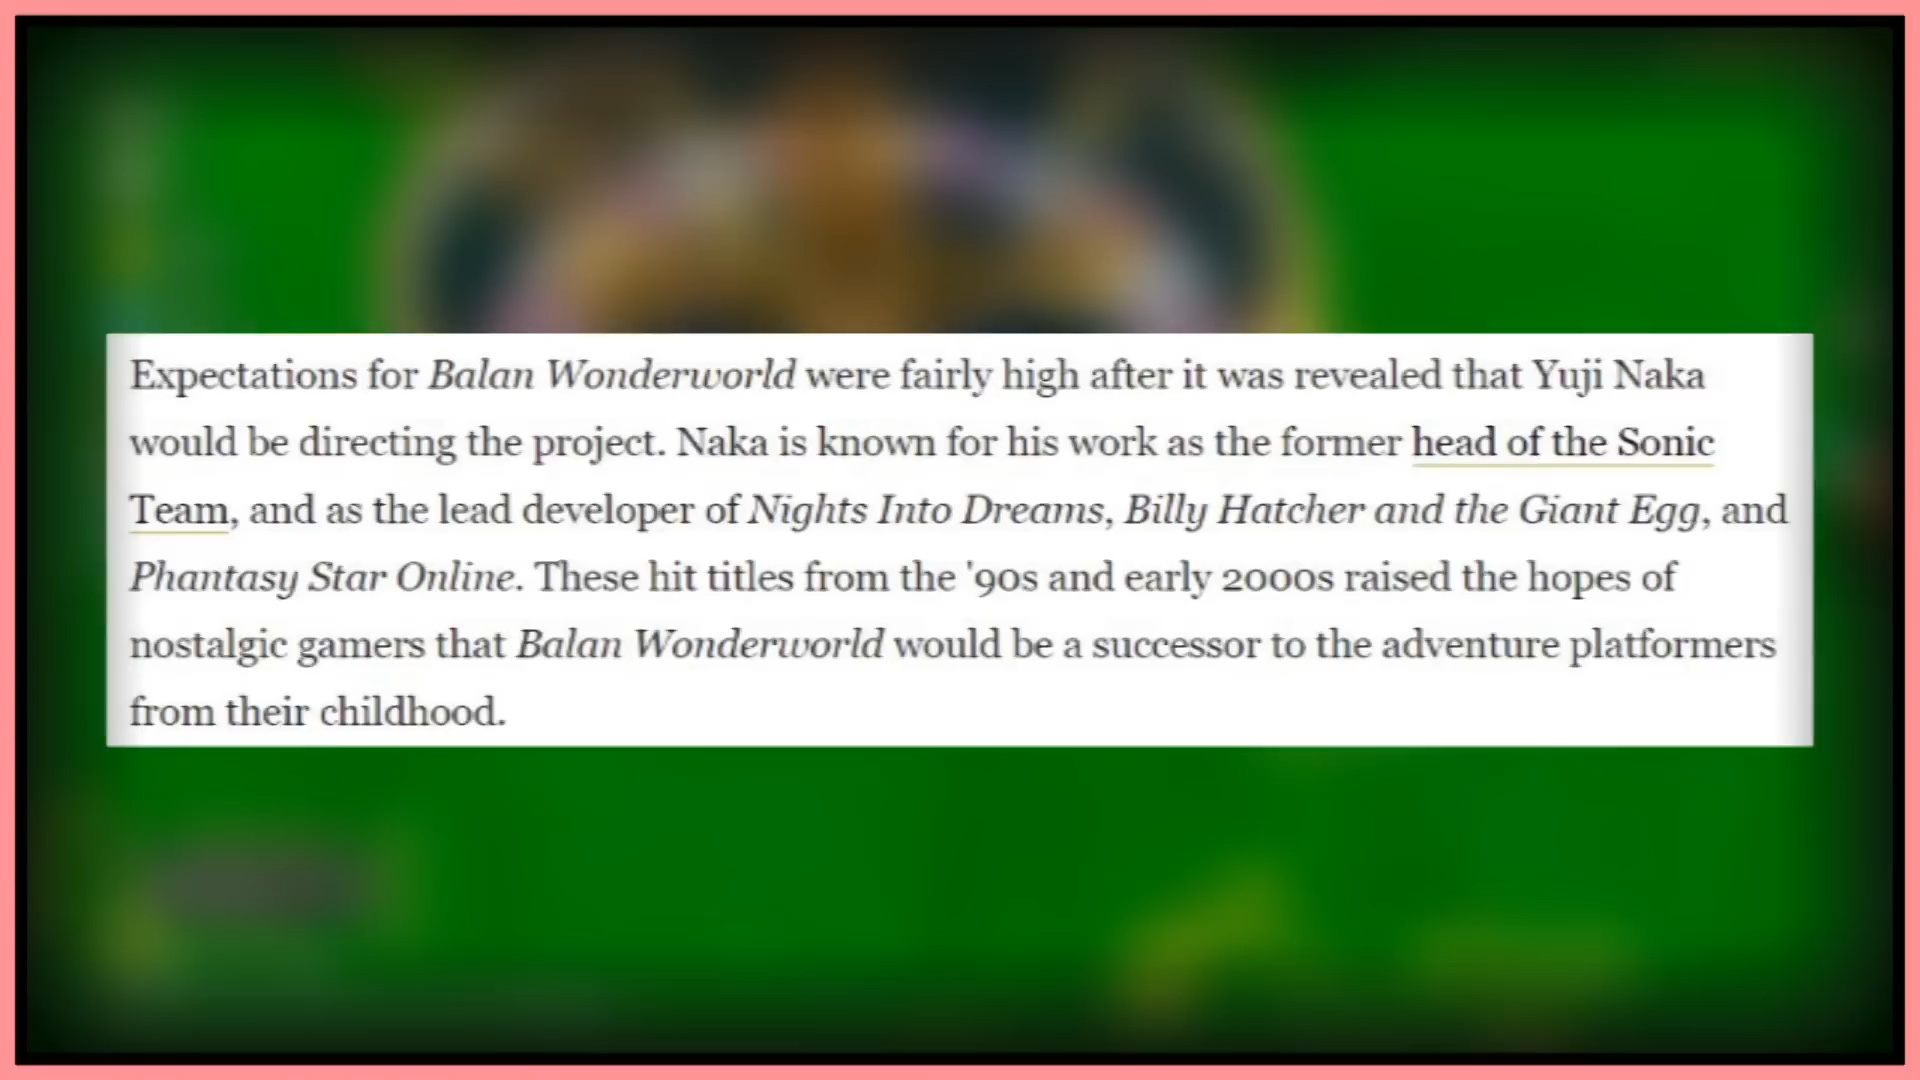 Expectations for Balan Wonderworld were fairly high after it was revealed that Yuji Naka
would be directing the project. Naka is known for his work as the former head of the Sonic
Team, and as the lead developer of Nights Into Dreams, Billy Hatcher and the Giant Egg, and
Phantasy Star Online. These hit titles from the '90s and early 2000s raised the hopes of
nostalgic gamers that Balan Wonderworld would be a successor to the adventure platformers
from their childhood.